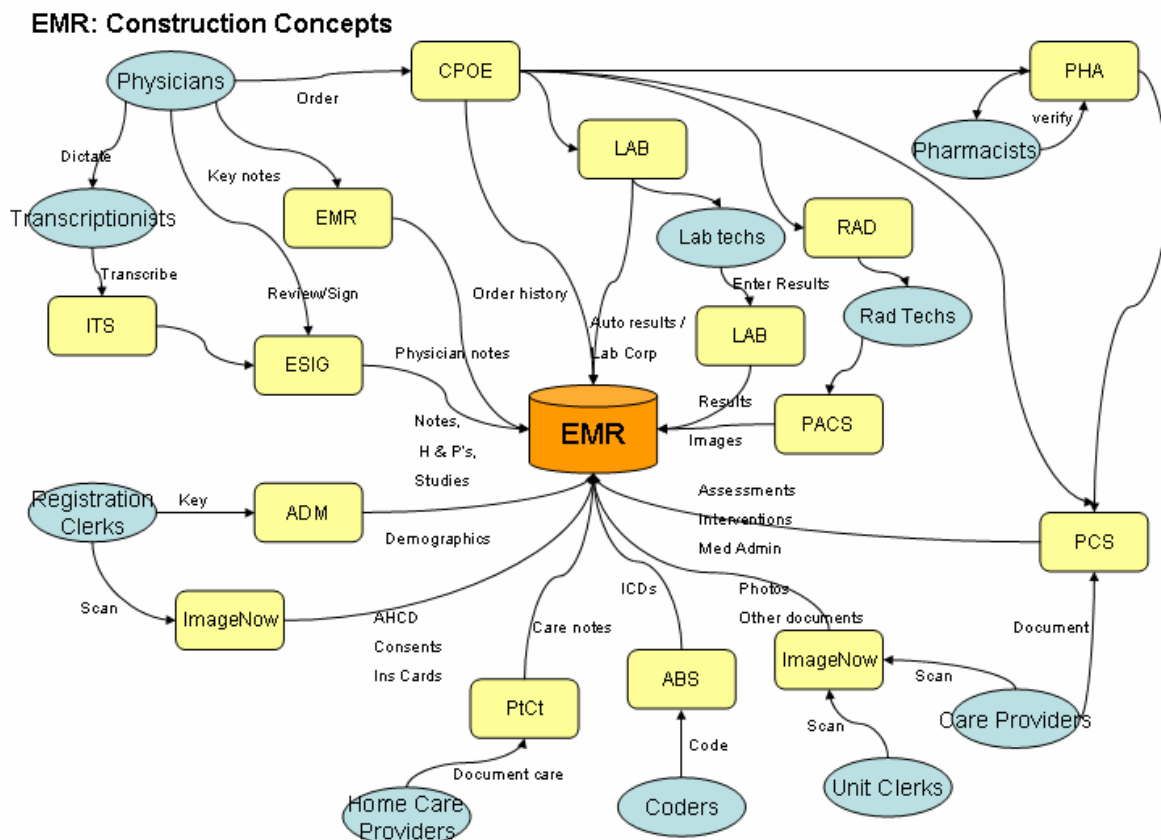 EMR: Construction Concepts
Physicians
Order
CPOE
PHA
verify
Pharmacists
LAB
Dictate
Key notes
Transcriptionists
EMR
Lab techs
RAD
Transcribe
Review/Sign
Order history
Enter Results
ITS
ESIG
Physician notes
Auto results /
Lab Corp
LAB
Rad Techs
Results
Images
PACS
EMR
Notes,
H & P's,
Studies
Registration
Clerks
Key
ADM
Demographics
Assessments
Interventions
Med Admin
PCS
Scan
ImageNow
AHCD
Consents
Ins Cards
Care notes
ICDs
Photos
Other documents
Document
PtCt
ABS
ImageNow
Scan
Care Providers
Document care
Code
Scan
Home Care
Providers
Coders
Unit Clerks